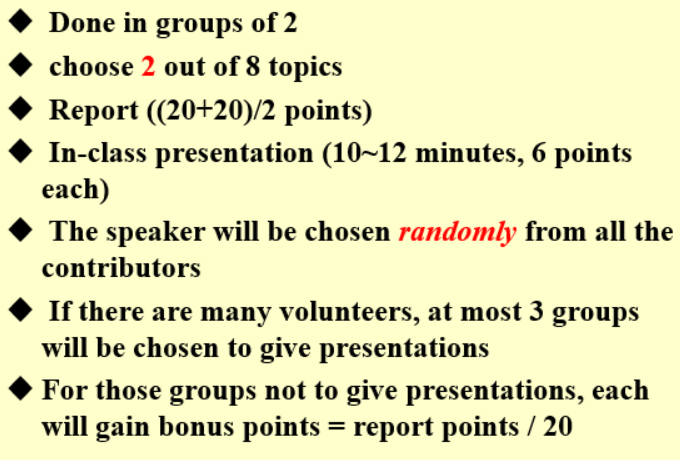 ◆ Done in groups of 2
◆ choose 2 out of 8 topics
◆ Report ((20+20)/2 points)
◆ In-class presentation (10~12 minutes, 6 points
each)
◆ The speaker will be chosen randomly from all the
contributors
◆ If there are many volunteers, at most 3 groups
will be chosen to give presentations
◆ For those groups not to give presentations, each
will gain bonus points = report points / 20